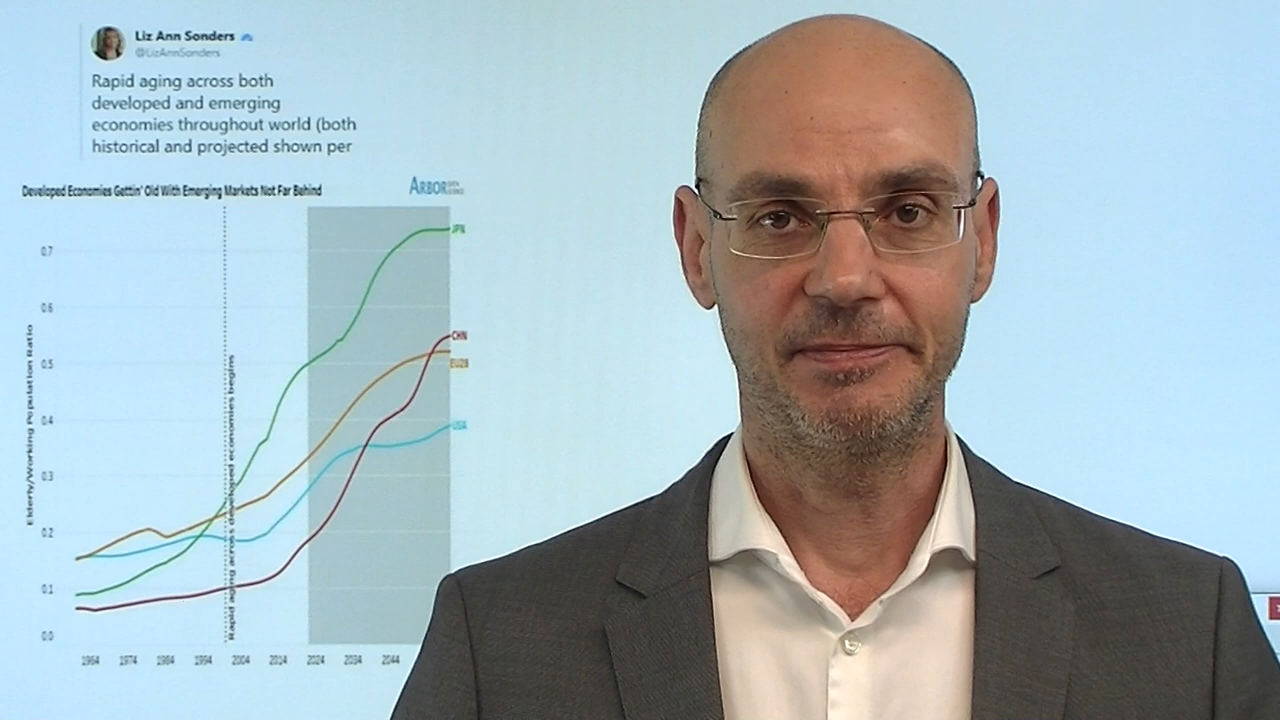 Liz Ann Sonders
@LizAnnSonders
Rapid aging across both
developed and emerging
economies throughout world (both
historical and projected shown per
Developed Economies Gettin' Old With Emerging Markets Not Far Behind
ARBOR DATA SCIENCE
Elderly/Working Population Ratio
0.7
0.6
0.5
0.4
0.3
0.2
0.1
0.0
Rapid aging across developed economies begins
JPN
CHN
EU28
USA
1964 1974 1984 1994 2004 2014 2024 2034 2044